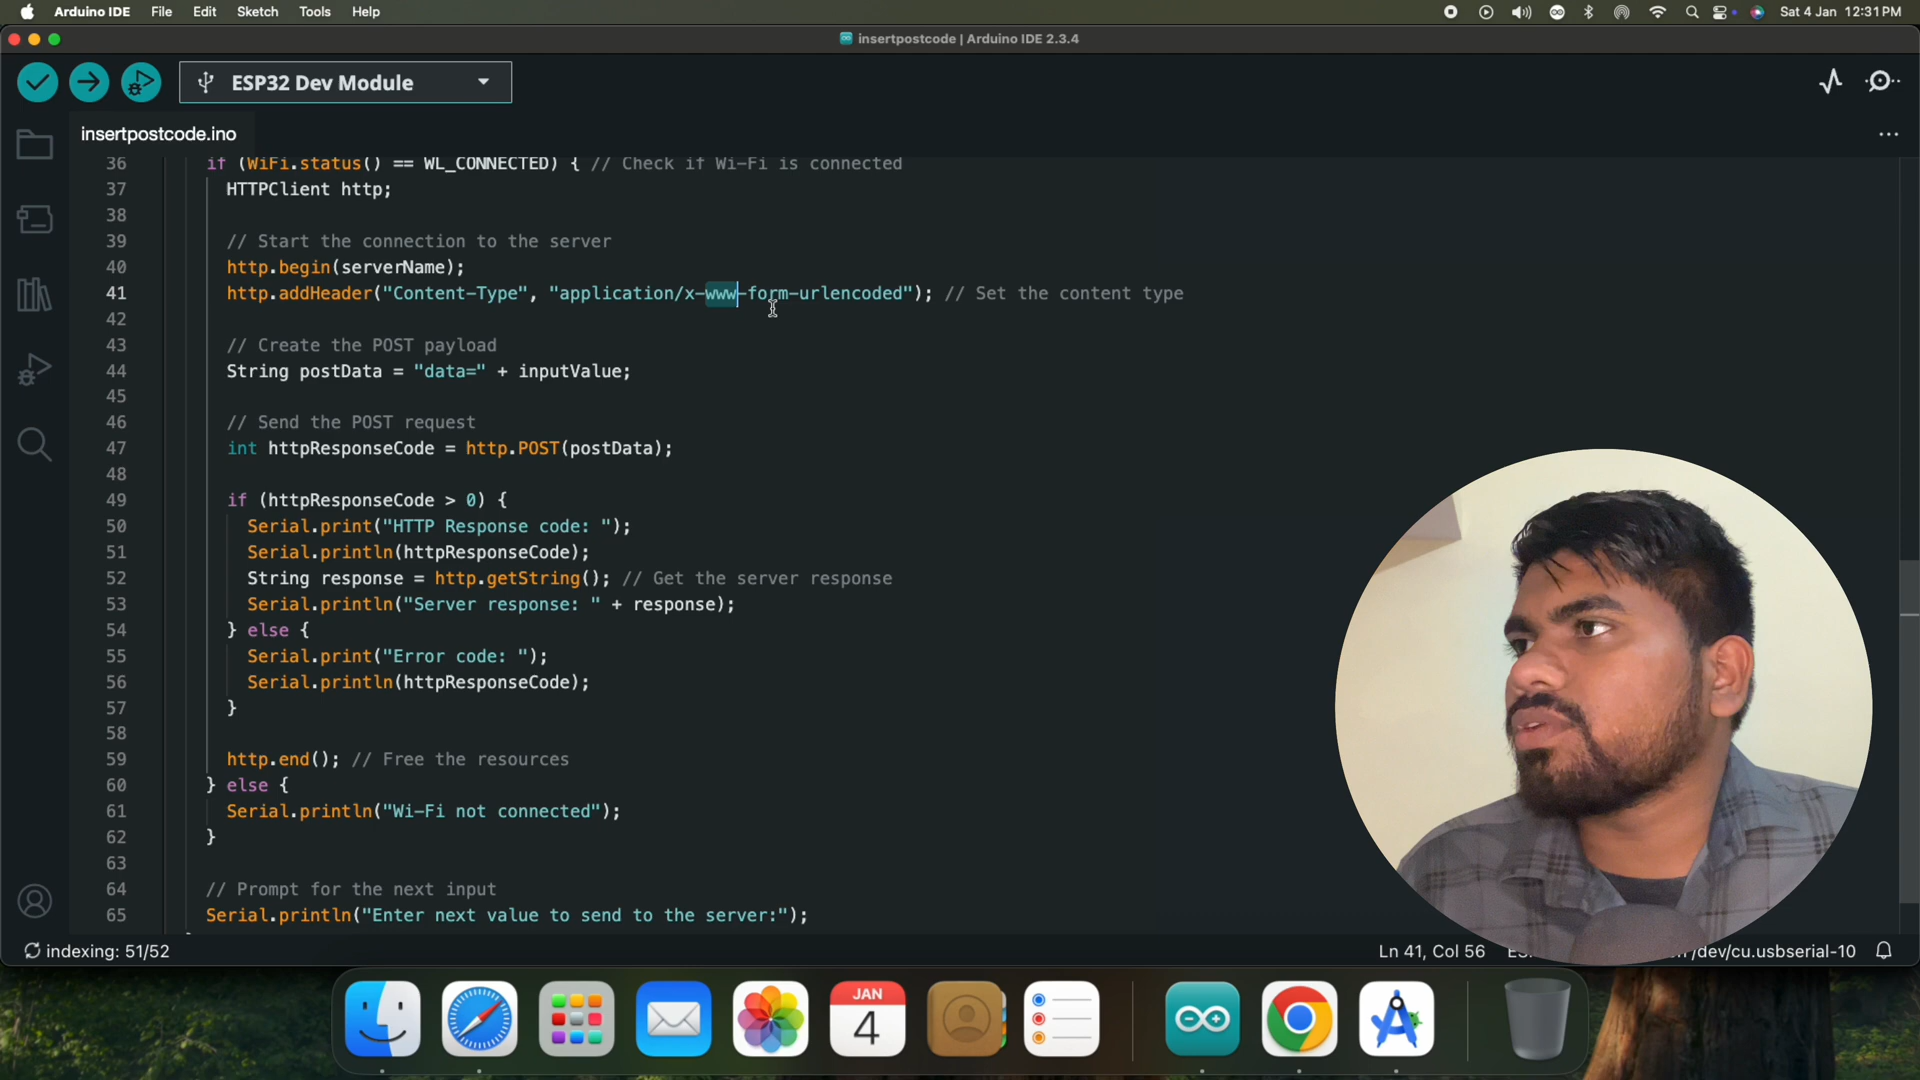 Arduino IDE File Edit Sketch Tools Help Sat 4 Jan 12:31 PM
insertpostcode | Arduino IDE 2.3.4
ESP32 Dev Module
insertpostcode.ino
36 if (WiFi.status() == WL_CONNECTED) { // Check if Wi-Fi is connected
37 HTTPClient http;
38
39 // Start the connection to the server
40 http.begin(serverName);
41 http.addHeader("Content-Type", "application/x-www-form-urlencoded"); // Set the content type
42
43 // Create the POST payload
44 String postData = "data=" + inputValue;
45
46 // Send the POST request
47 int httpResponseCode = http.POST(postData);
48
49 if (httpResponseCode > 0) {
50 Serial.print("HTTP Response code: ");
51 Serial.println(httpResponseCode);
52 String response = http.getString(); // Get the server response
53 Serial.println("Server response: " + response);
54 } else {
55 Serial.print("Error code: ");
56 Serial.println(httpResponseCode);
57 }
58
59 http.end(); // Free the resources
60 } else {
61 Serial.println("Wi-Fi not connected");
62 }
63
64 // Prompt for the next input
65 Serial.println("Enter next value to send to the server:");
indexing: 51/52 Ln 41, Col 56 /dev/cu.usbserial-10
JAN
4